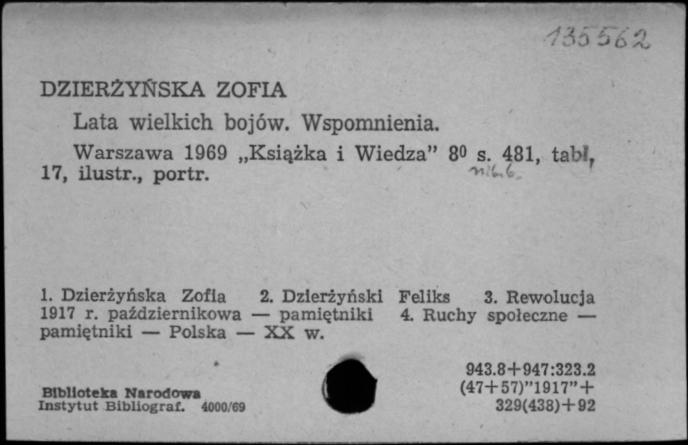 135562
DZIERŻYŃSKA ZOFIA
Lata wielkich bojów. Wspomnienia.
Warszawa 1969 „Książka i Wiedza” 8⁰ s. 481, tabl,
17, ilustr., portr.
1. Dzierżyńska Zofia 2. Dzierżyński Feliks 3. Rewolucja
1917 r. październikowa — pamiętniki 4. Ruchy społeczne —
pamiętniki — Polska — XX w.
943.8+947:323.2
(47+57)”1917”+
329(438)+92
Biblioteka Narodowa
Instytut Bibliograf. 4000/69